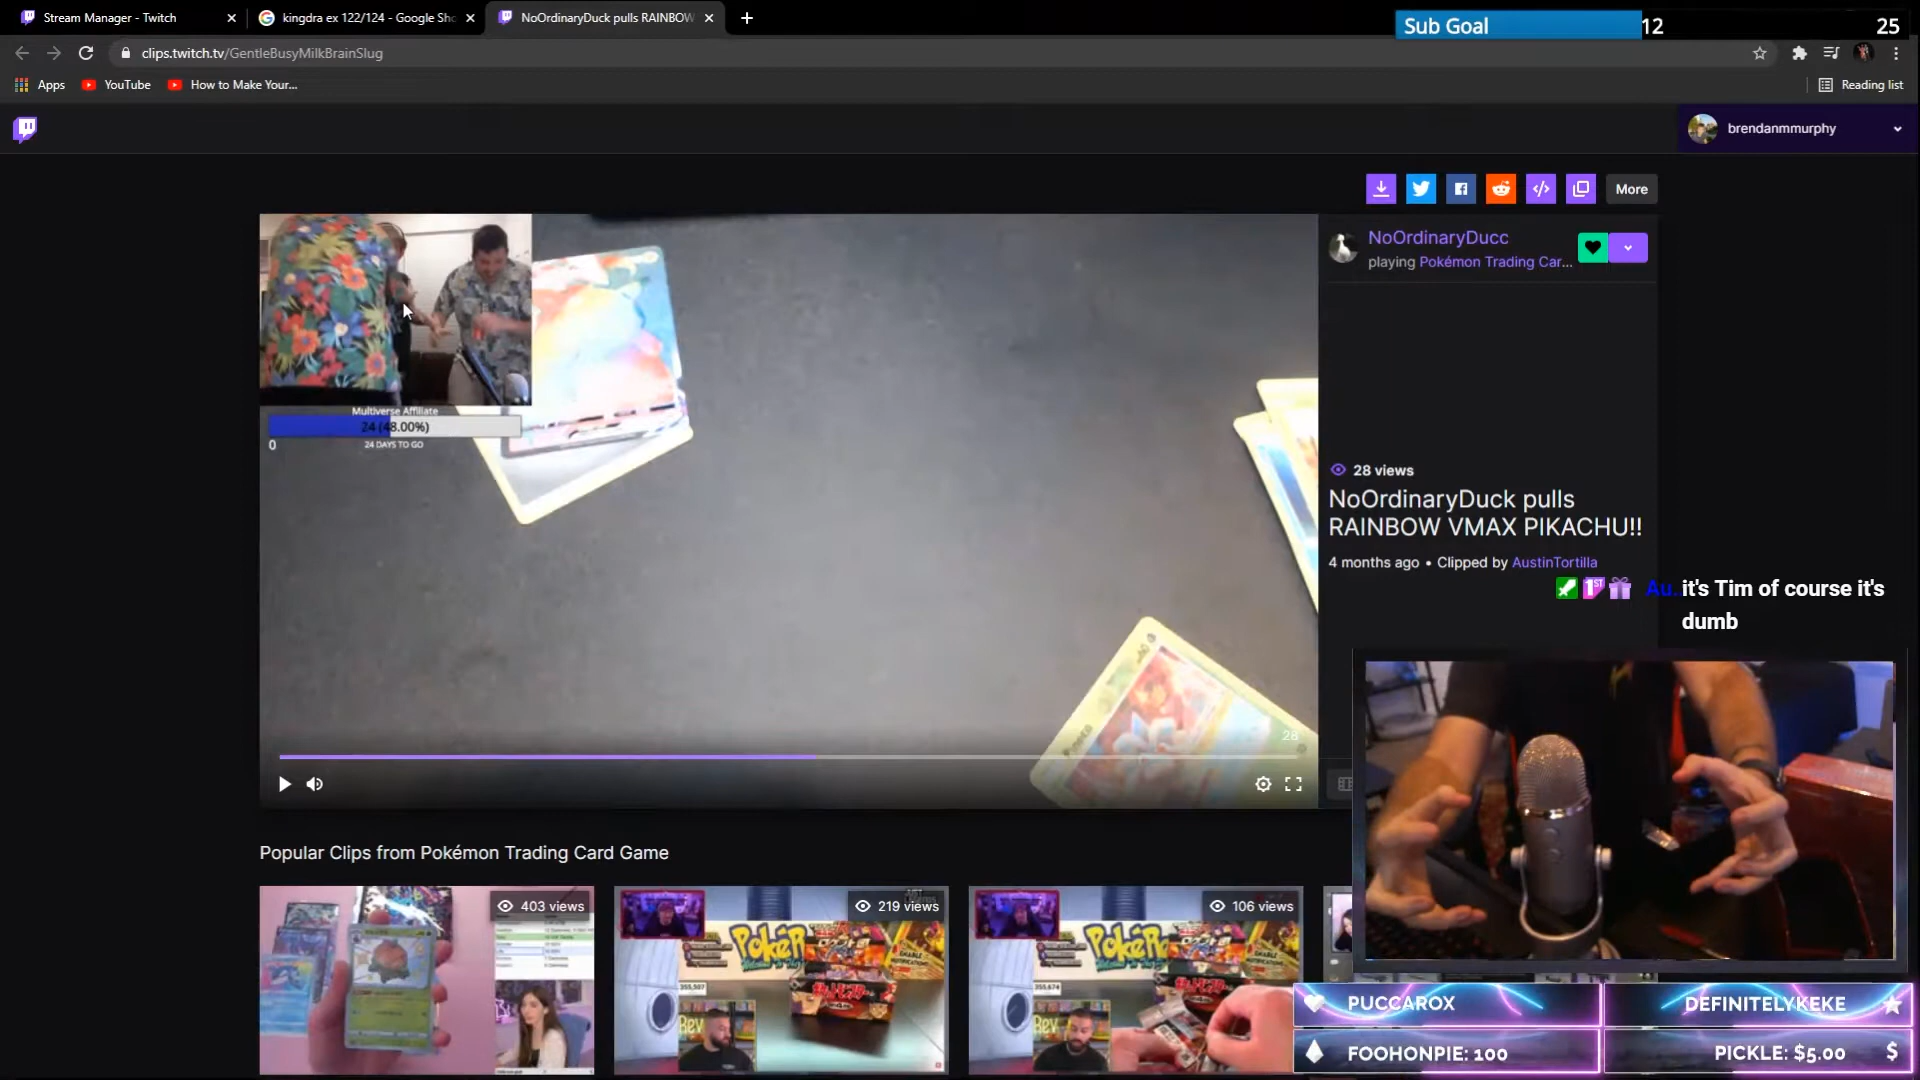 Stream Manager - Twitch
kingdra ex 122/124 - Google Sho
NoOrdinaryDuck pulls RAINBOW
Sub Goal 12 25
clips.twitch.tv/GentleBusyMilkBrainSlug
Apps
YouTube
How to Make Your...
Reading list
brendanmmurphy
More
NoOrdinaryDucc
playing Pokémon Trading Car...
Multiverse Affiliate
24 (48.00%)
0
24 DAYS TO GO
28 views
NoOrdinaryDuck pulls
RAINBOW VMAX PIKACHU!!
4 months ago • Clipped by AustinTortilla
Au.. it's Tim of course it's
dumb
28
Popular Clips from Pokémon Trading Card Game
403 views
219 views
106 views
PUCCAROX
DEFINITELYKEKE
FOOHONPIE: 100
PICKLE: $5.00 $